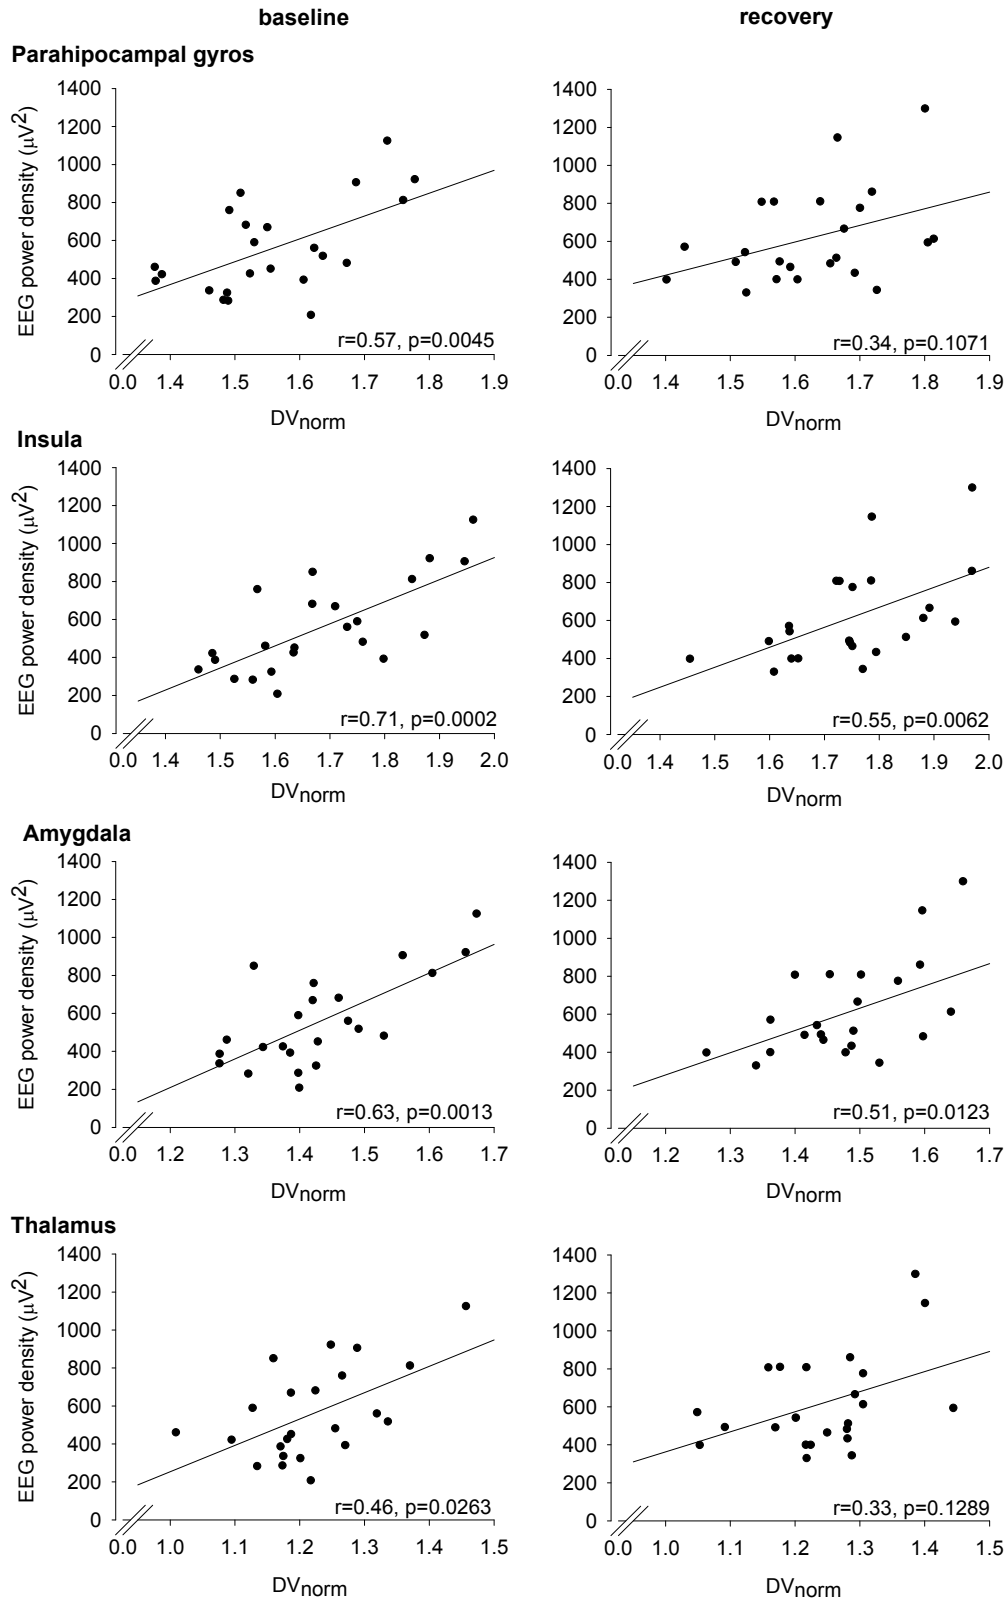 baseline
recovery
Parahipocampal gyros
EEG power density (µV²)
1400
1200
1000
800
600
400
200
0
0.0 1.4 1.5 1.6 1.7 1.8 1.9
r=0.57, p=0.0045
DVnorm
1400
1200
1000
800
600
400
200
0
0.0 1.4 1.5 1.6 1.7 1.8 1.9
r=0.34, p=0.1071
DVnorm
Insula
EEG power density (µV²)
1400
1200
1000
800
600
400
200
0
0.0 1.4 1.5 1.6 1.7 1.8 1.9 2.0
r=0.71, p=0.0002
DVnorm
1400
1200
1000
800
600
400
200
0
0.0 1.4 1.5 1.6 1.7 1.8 1.9 2.0
r=0.55, p=0.0062
DVnorm
Amygdala
EEG power density (µV²)
1400
1200
1000
800
600
400
200
0
0.0 1.2 1.3 1.4 1.5 1.6 1.7
r=0.63, p=0.0013
DVnorm
1400
1200
1000
800
600
400
200
0
0.0 1.2 1.3 1.4 1.5 1.6 1.7
r=0.51, p=0.0123
DVnorm
Thalamus
EEG power density (µV²)
1400
1200
1000
800
600
400
200
0
0.0 1.0 1.1 1.2 1.3 1.4 1.5
r=0.46, p=0.0263
DVnorm
1400
1200
1000
800
600
400
200
0
0.0 1.0 1.1 1.2 1.3 1.4 1.5
r=0.33, p=0.1289
DVnorm